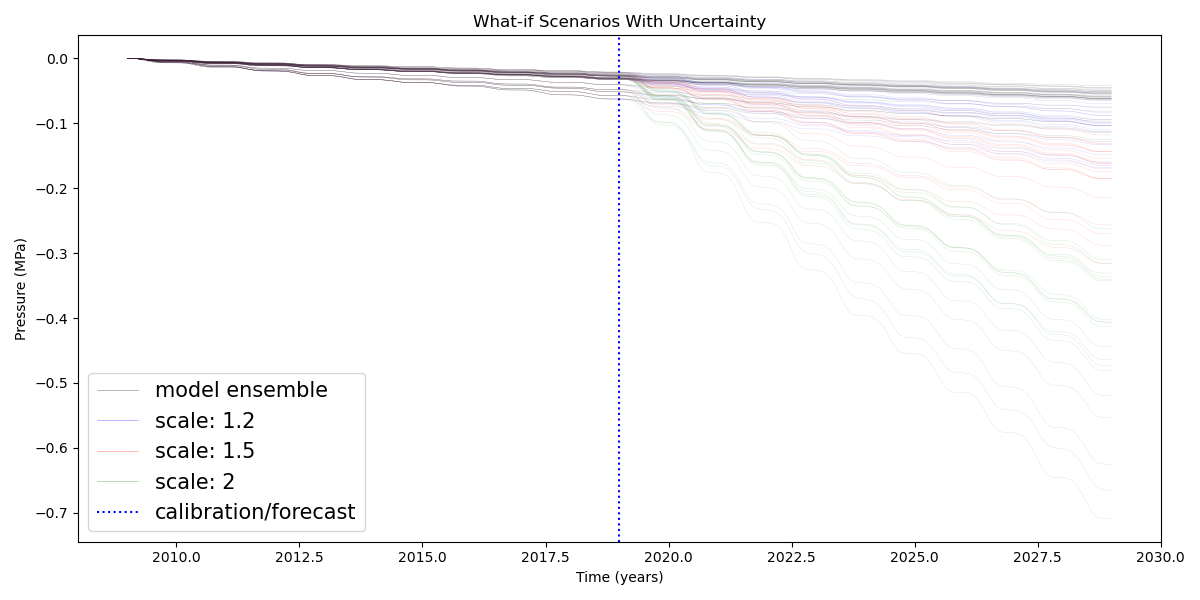 What-if Scenarios With Uncertainty
Pressure (MPa)
0.0
−0.1
−0.2
−0.3
−0.4
−0.5
−0.6
−0.7
model ensemble
scale: 1.2
scale: 1.5
scale: 2
calibration/forecast
2010.0 2012.5 2015.0 2017.5 2020.0 2022.5 2025.0 2027.5 2030.0
Time (years)